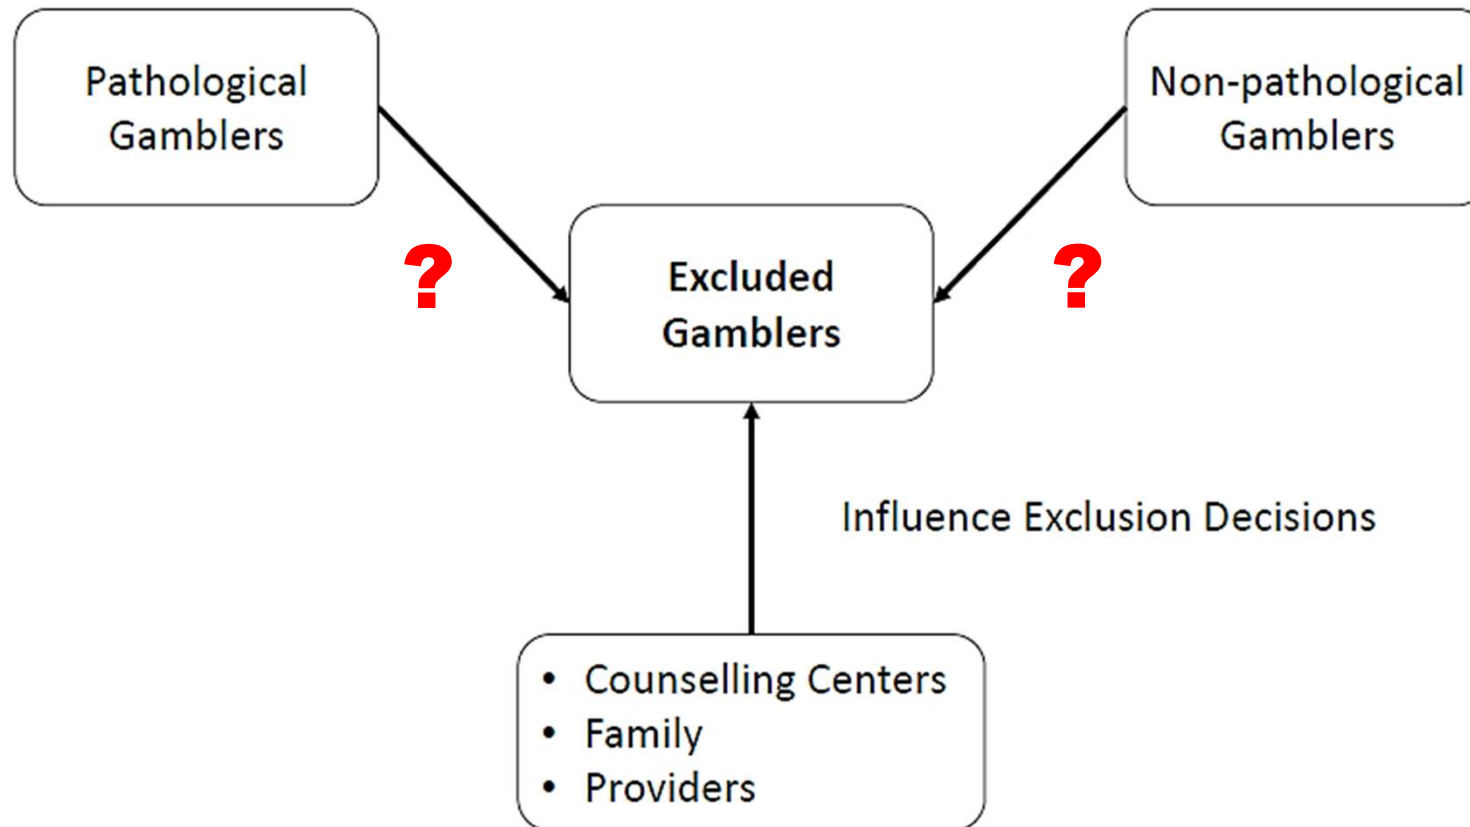 Pathological
Gamblers
Non-pathological
Gamblers
?
?
Excluded
Gamblers
Influence Exclusion Decisions
• Counselling Centers
• Family
• Providers